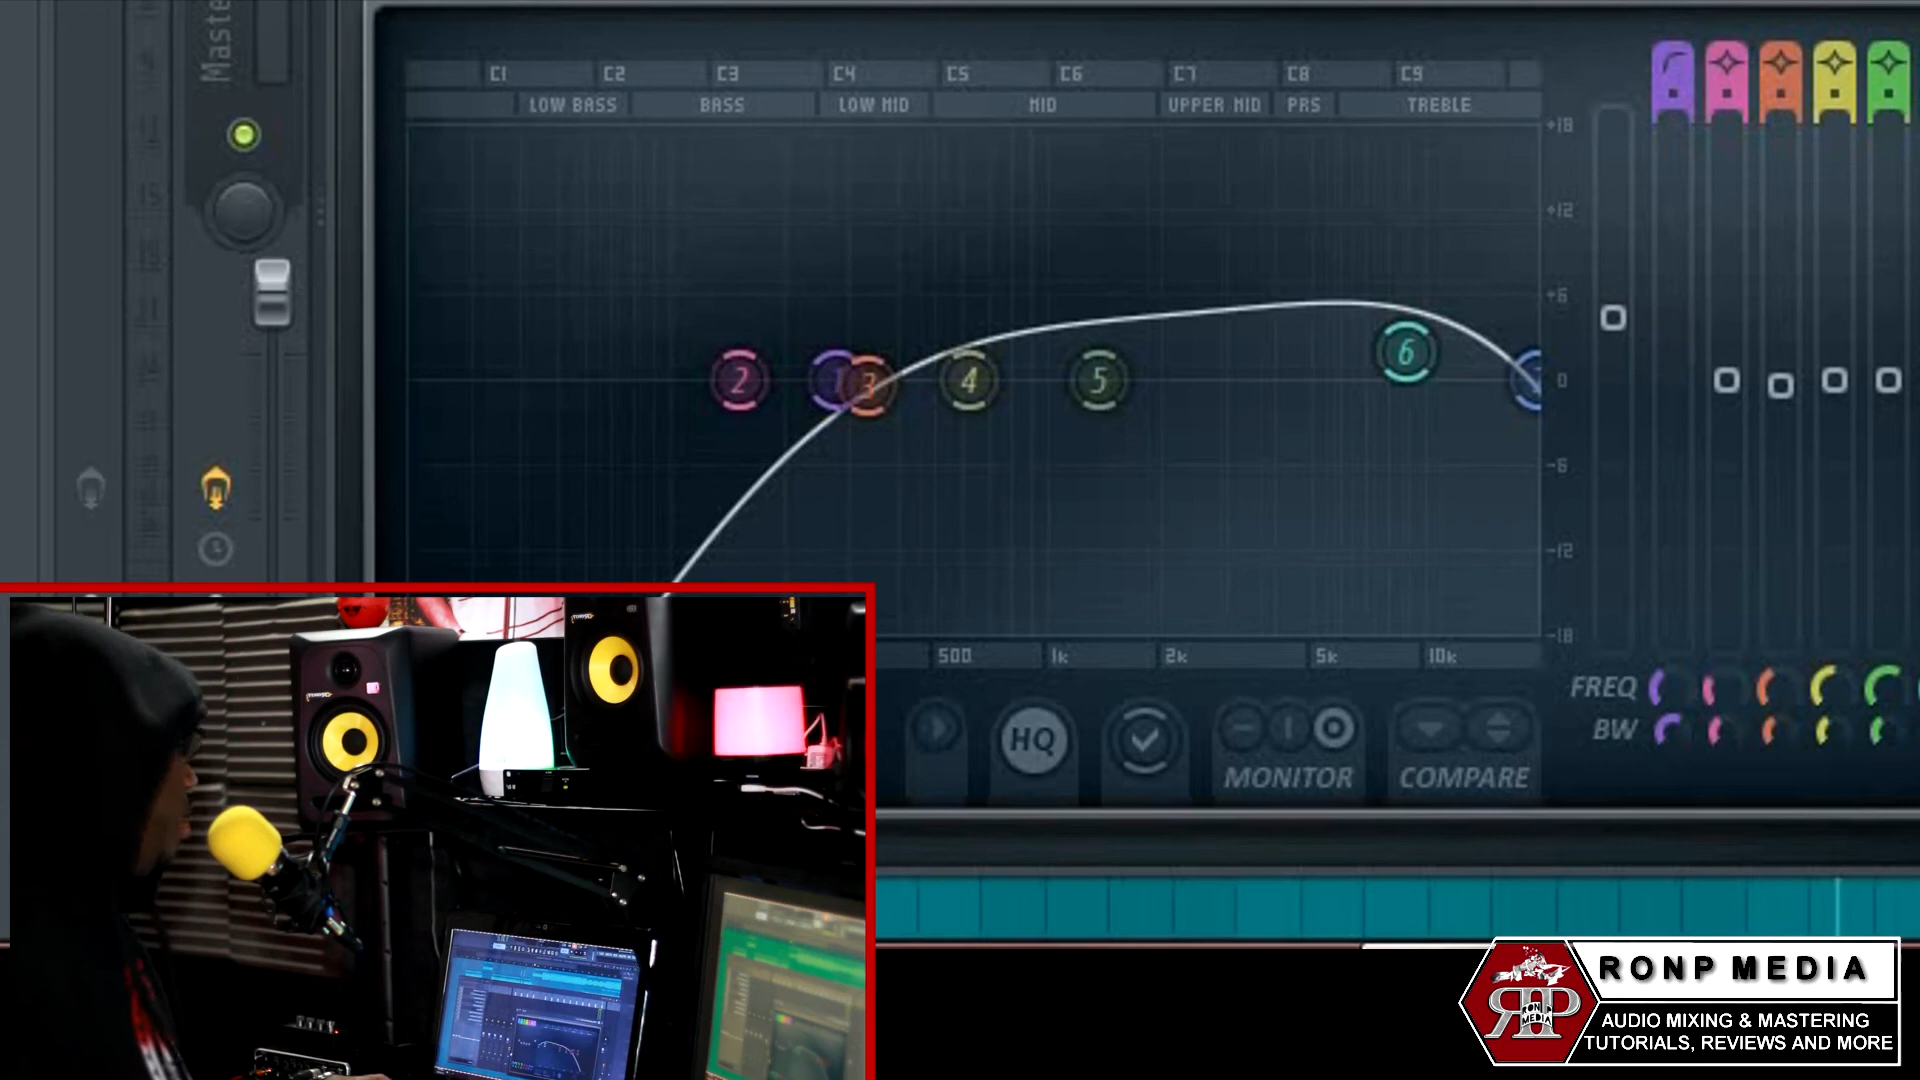 Maste
C1 C2 C3 C4 C5 C6 C7 C8 C9
LOW BASS BASS LOW MID MID UPPER MID PRS TREBLE
+18
+12
+6
2 1 3 4 5 6
0
-6
-12
-18
500 1k 2k 5k 10k
FREQ
BW
HQ
MONITOR COMPARE
RONP MEDIA
AUDIO MIXING & MASTERING
TUTORIALS, REVIEWS AND MORE